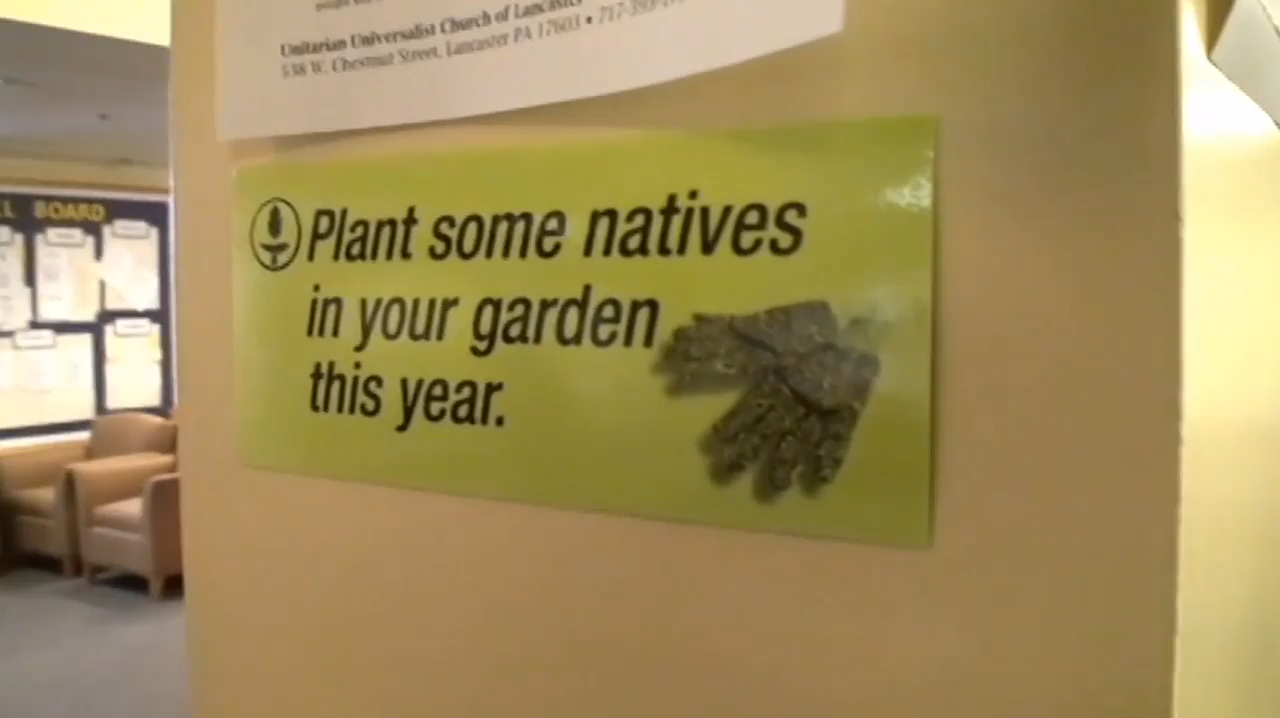 Unitarian Universalist Church of Lancaster
538 W. Chestnut Street, Lancaster PA 17603 • 717-393-
Plant some natives
in your garden
this year.
BOARD